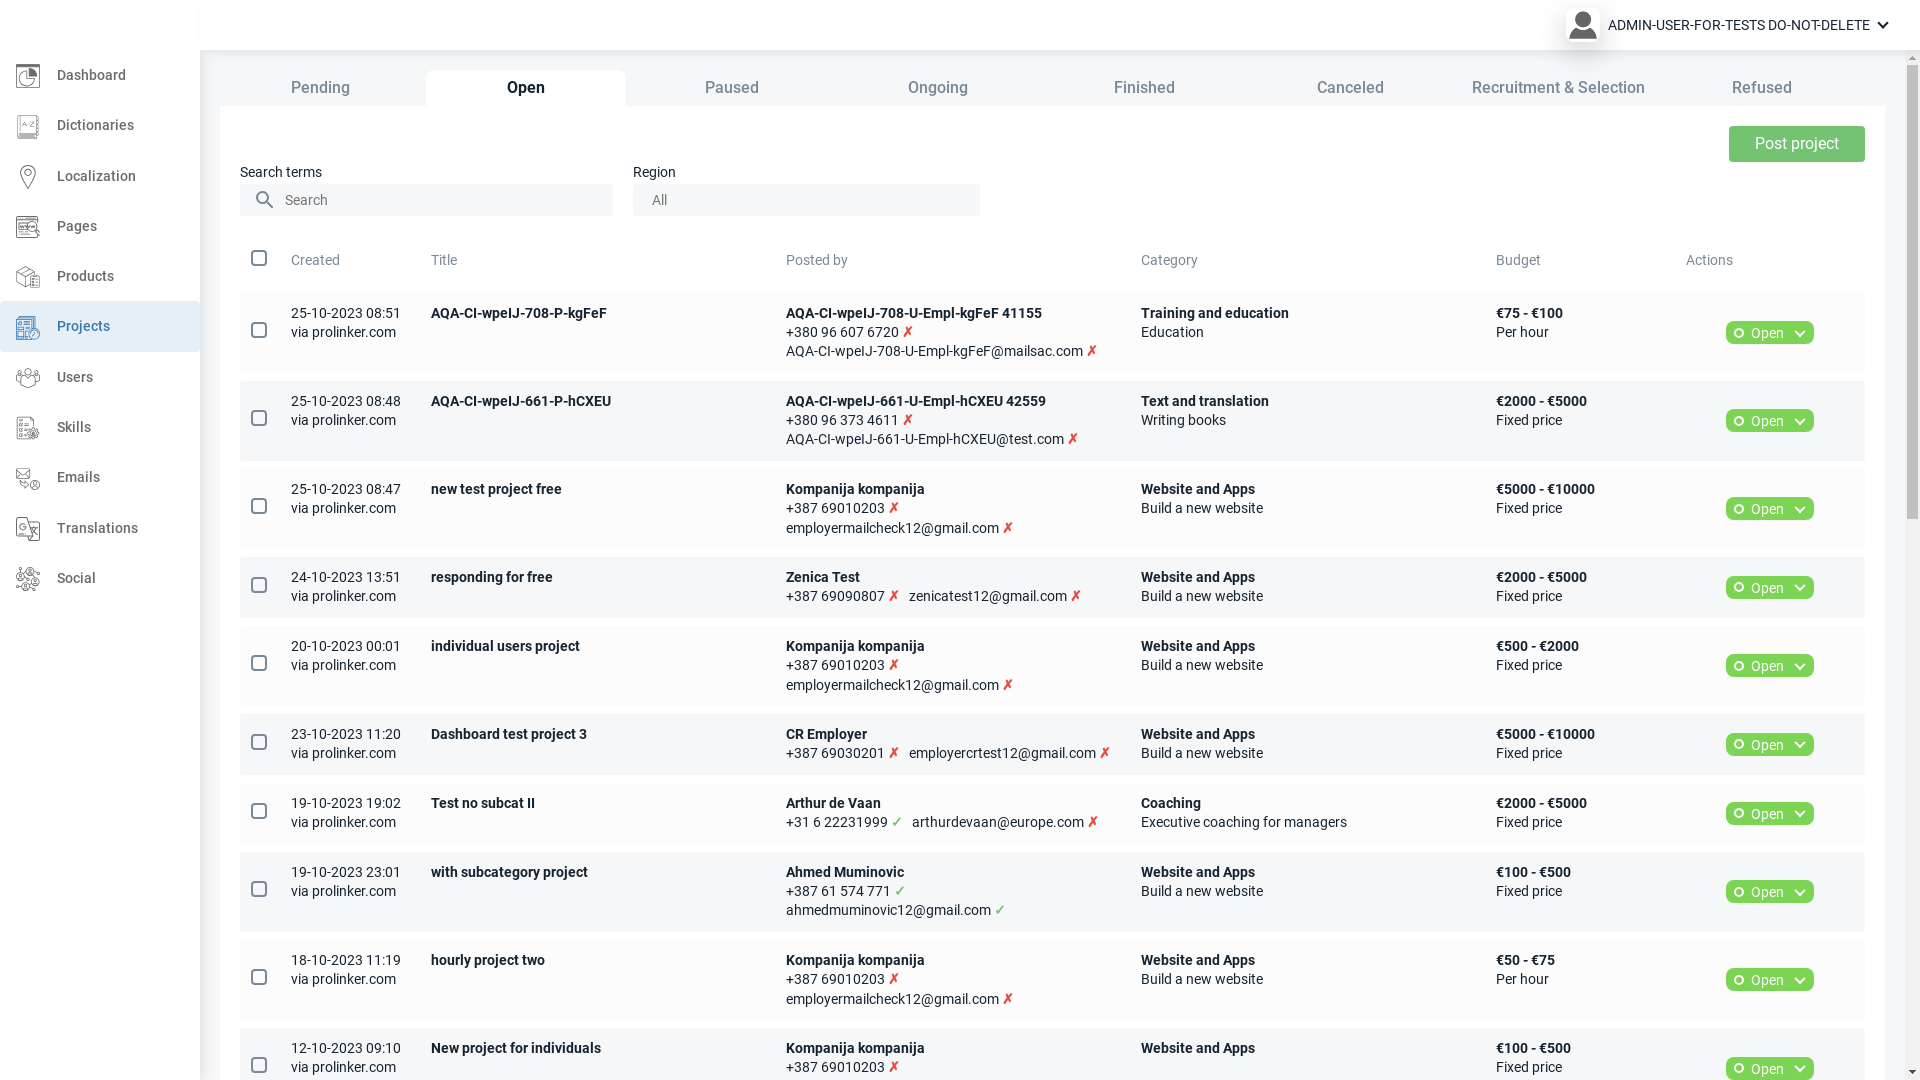 ADMIN-USER-FOR-TESTS DO-NOT-DELETE
Dashboard
Dictionaries
Localization
Pages
Products
Projects
Users
Skills
Emails
Translations
Social
Pending
Open
Paused
Ongoing
Finished
Canceled
Recruitment & Selection
Refused
Post project
Search terms
Search
Region
All
Created
Title
Posted by
Category
Budget
Actions
25-10-2023 08:51
via prolinker.com
AQA-CI-wpeIJ-708-P-kgFeF
AQA-CI-wpeIJ-708-U-Empl-kgFeF 41155
+380 96 607 6720 ✗
AQA-CI-wpeIJ-708-U-Empl-kgFeF@mailsac.com ✗
Training and education
Education
€75 - €100
Per hour
Open
25-10-2023 08:48
via prolinker.com
AQA-CI-wpeIJ-661-P-hCXEU
AQA-CI-wpeIJ-661-U-Empl-hCXEU 42559
+380 96 373 4611 ✗
AQA-CI-wpeIJ-661-U-Empl-hCXEU@test.com ✗
Text and translation
Writing books
€2000 - €5000
Fixed price
Open
25-10-2023 08:47
via prolinker.com
new test project free
Kompanija kompanija
+387 69010203 ✗
employermailcheck12@gmail.com ✗
Website and Apps
Build a new website
€5000 - €10000
Fixed price
Open
24-10-2023 13:51
via prolinker.com
responding for free
Zenica Test
+387 69090807 ✗ zenicatest12@gmail.com ✗
Website and Apps
Build a new website
€2000 - €5000
Fixed price
Open
20-10-2023 00:01
via prolinker.com
individual users project
Kompanija kompanija
+387 69010203 ✗
employermailcheck12@gmail.com ✗
Website and Apps
Build a new website
€500 - €2000
Fixed price
Open
23-10-2023 11:20
via prolinker.com
Dashboard test project 3
CR Employer
+387 69030201 ✗ employercrtest12@gmail.com ✗
Website and Apps
Build a new website
€5000 - €10000
Fixed price
Open
19-10-2023 19:02
via prolinker.com
Test no subcat II
Arthur de Vaan
+31 6 22231999 ✓ arthurdevaan@europe.com ✗
Coaching
Executive coaching for managers
€2000 - €5000
Fixed price
Open
19-10-2023 23:01
via prolinker.com
with subcategory project
Ahmed Muminovic
+387 61 574 771 ✓
ahmedmuminovic12@gmail.com ✓
Website and Apps
Build a new website
€100 - €500
Fixed price
Open
18-10-2023 11:19
via prolinker.com
hourly project two
Kompanija kompanija
+387 69010203 ✗
employermailcheck12@gmail.com ✗
Website and Apps
Build a new website
€50 - €75
Per hour
Open
12-10-2023 09:10
via prolinker.com
New project for individuals
Kompanija kompanija
+387 69010203 ✗
Website and Apps
€100 - €500
Fixed price
Open